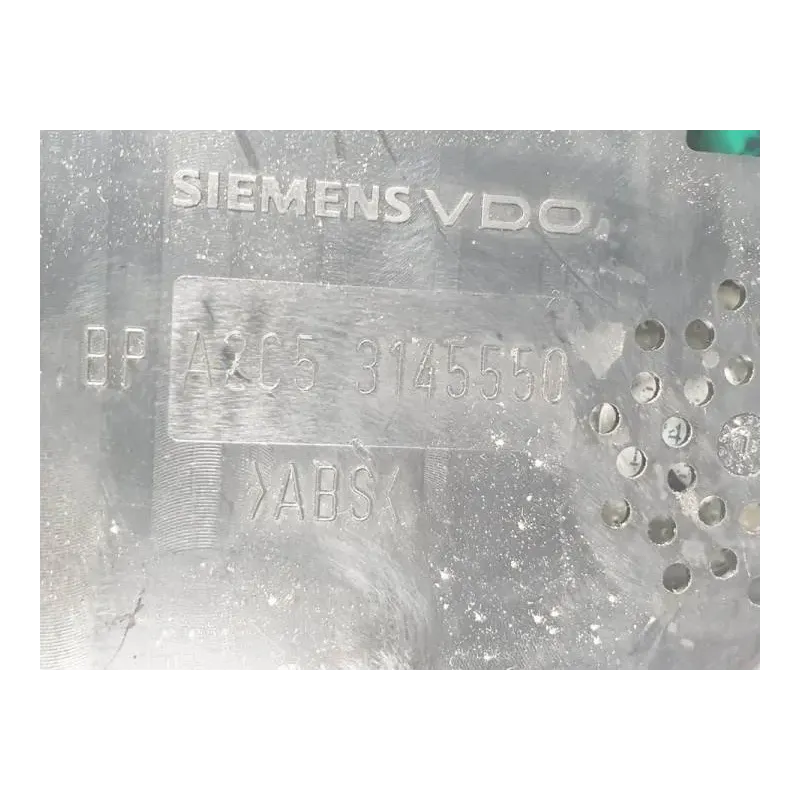 SIEMENS VDO
BP A2C5 3145550
>ABS<